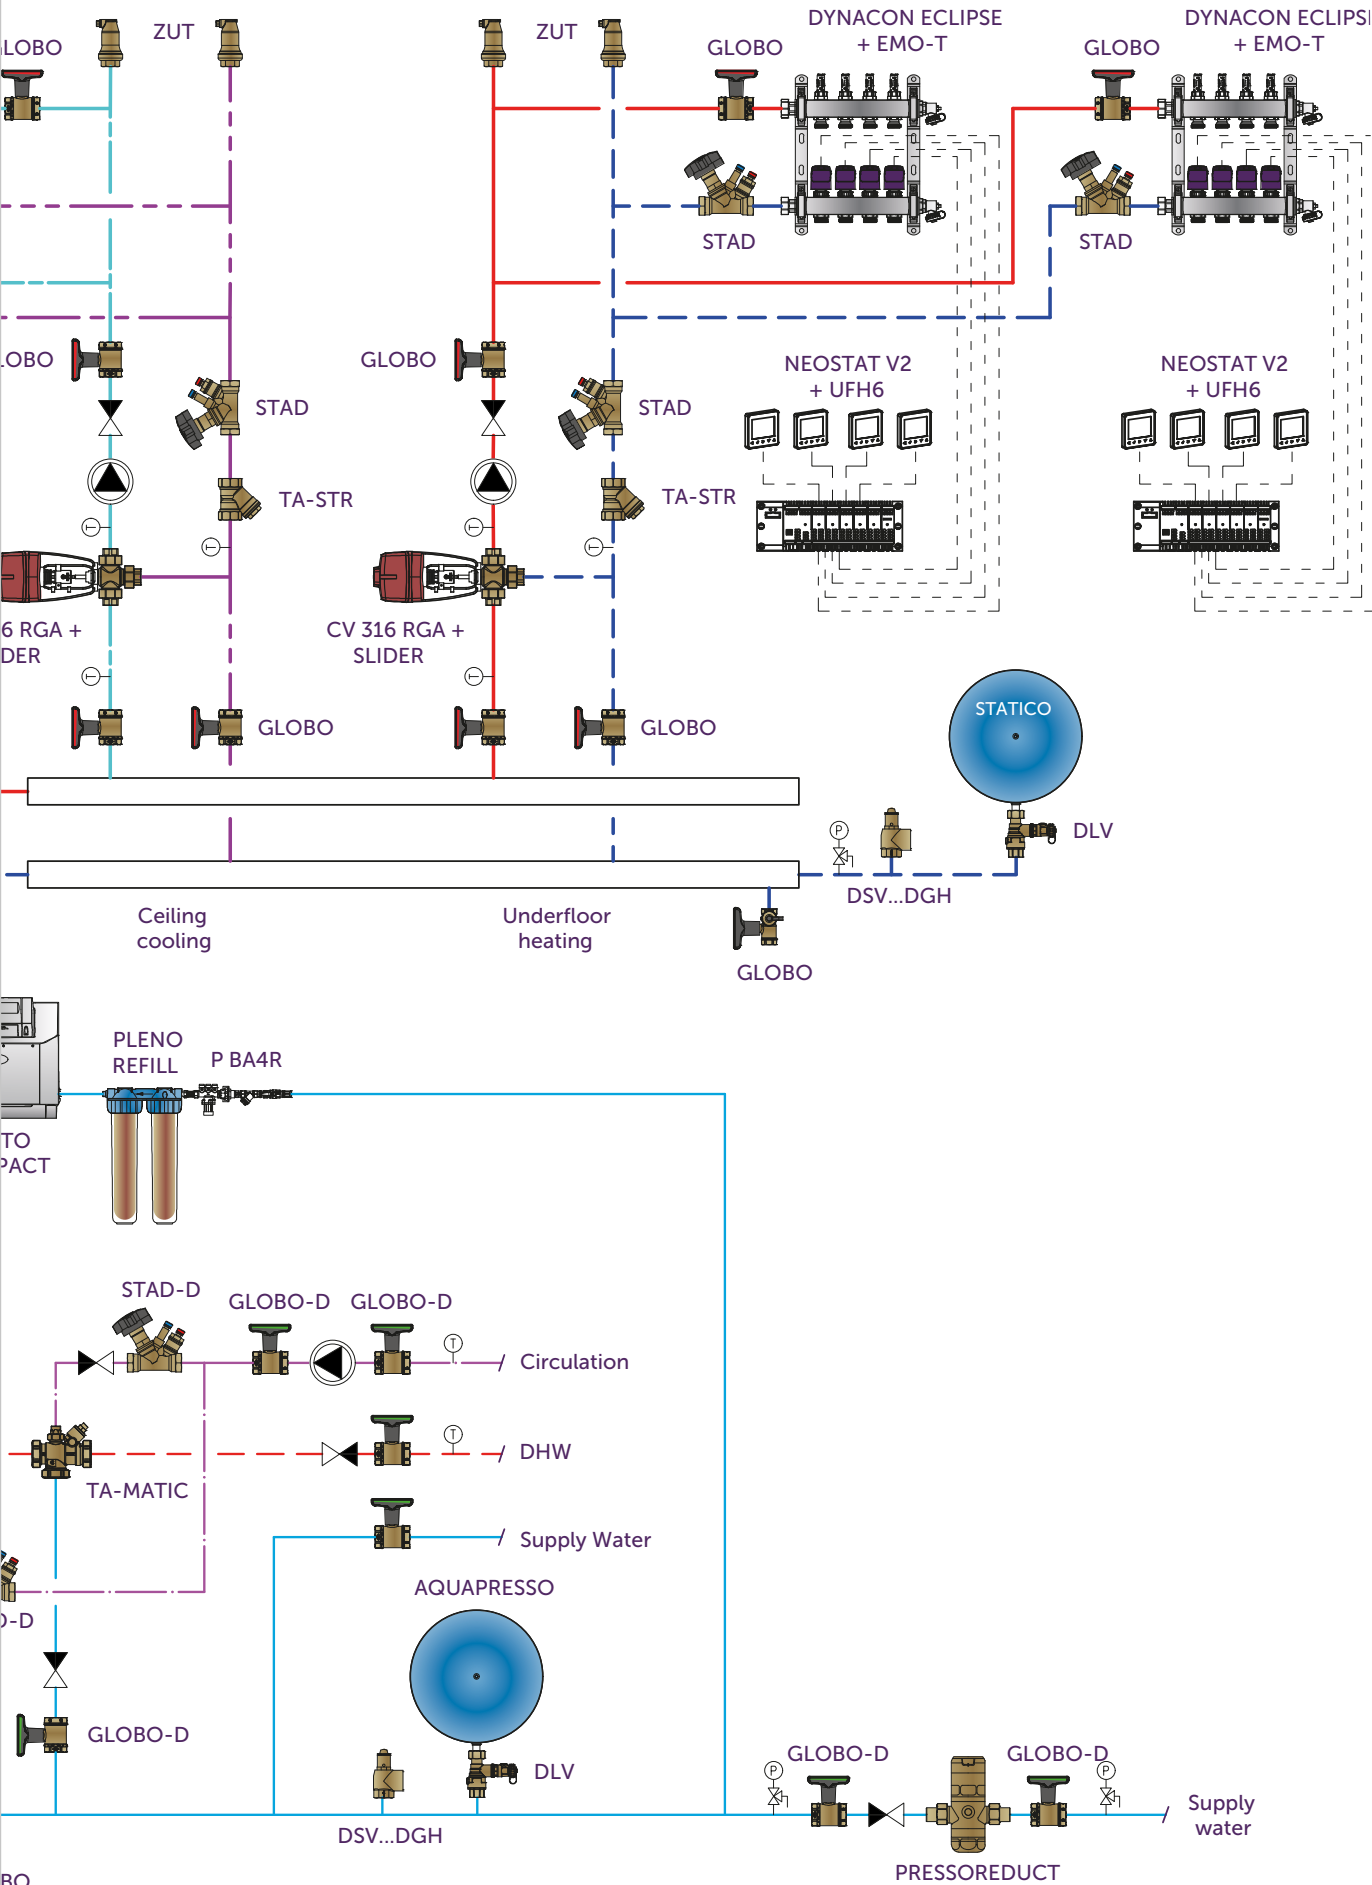 ZUT
ZUT
DYNACON ECLIPSE
+ EMO-T
DYNACON ECLIPSE
+ EMO-T
LOBO
GLOBO
GLOBO
STAD
STAD
LOBO
GLOBO
NEOSTAT V2
+ UFH6
NEOSTAT V2
+ UFH6
STAD
STAD
TA-STR
TA-STR
T
T
T
T
6 RGA +
DER
CV 316 RGA +
SLIDER
T
T
STATICO
GLOBO
GLOBO
P
DLV
DSV...DGH
Ceiling
cooling
Underfloor
heating
GLOBO
PLENO
REFILL
P BA4R
TO
PACT
STAD-D
GLOBO-D
GLOBO-D
T
Circulation
T
DHW
TA-MATIC
Supply Water
AQUAPRESSO
D-D
GLOBO-D
DLV
GLOBO-D
GLOBO-D
P
P
Supply
water
DSV...DGH
PRESSOREDUCT
BO